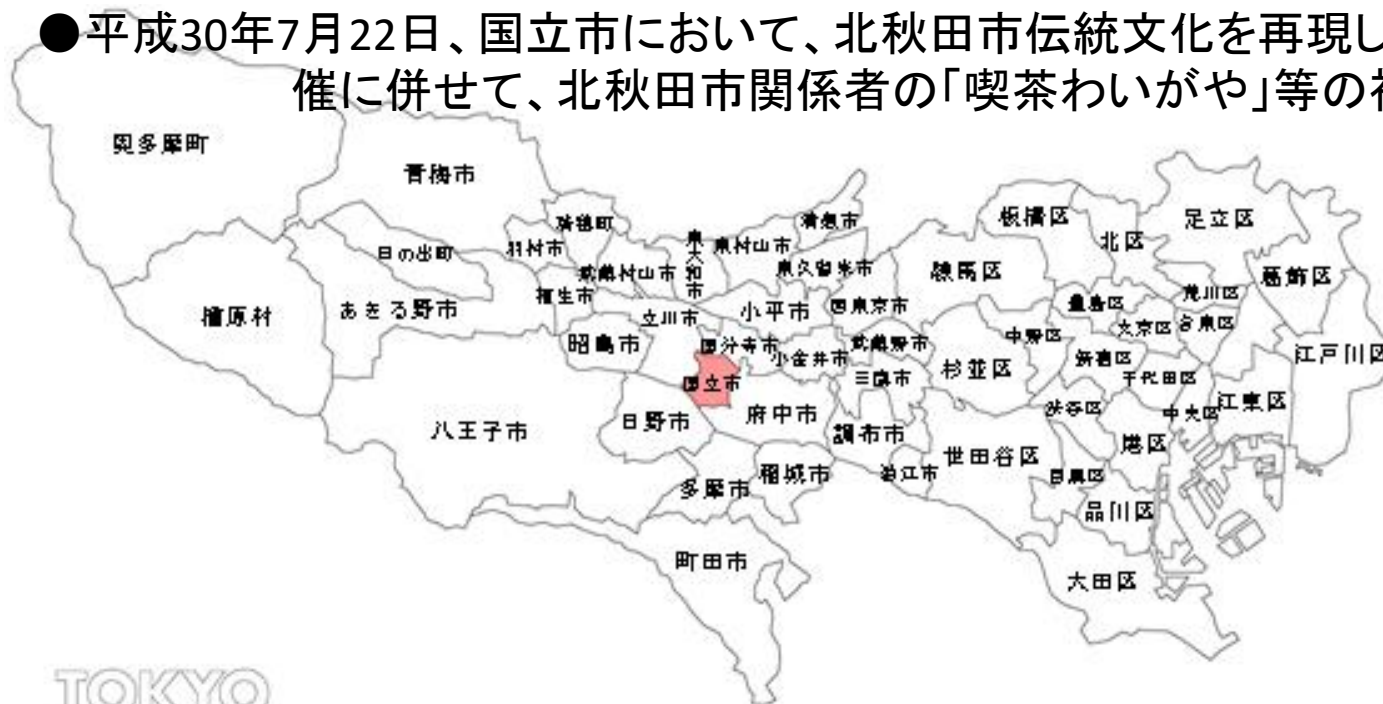 ●平成30年7月22日、国立市において、北秋田市伝統文化を再現し
催に併せて、北秋田市関係者の「喫茶わいがや」等の
奥多摩町
青梅市
瑞穂町
清瀬市
板橋区
北区
足立区
羽村市
日の出町
武蔵村山市
東大和市
東村山市
東久留米市
練馬区
葛飾区
檜原村
あきる野市
福生市
立川市
小平市
西東京市
豊島区
荒川区
文京区
台東区
昭島市
国分寺市
小金井市
武蔵野市
中野区
新宿区
江戸川区
国立市
三鷹市
杉並区
千代田区
八王子市
日野市
府中市
調布市
渋谷区
中央区
江東区
港区
多摩市
稲城市
狛江市
世田谷区
目黒区
品川区
町田市
大田区
TOKYO